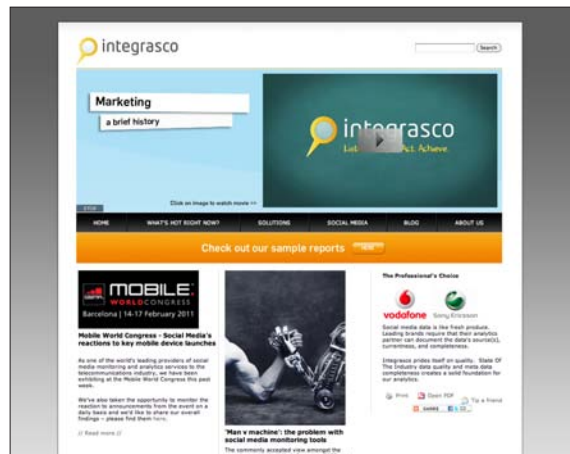 integrasco
Search
Marketing
a brief history
integrasco
Act. Achieve.
Click on image to watch movie >>
HOME WHAT'S HOT RIGHT NOW? SOLUTIONS SOCIAL MEDIA BLOG ABOUT US
Check out our sample reports HERE
MOBILE
WORLD CONGRESS
Barcelona | 14-17 February 2011
Mobile World Congress - Social Media's
reactions to key mobile device launches
As one of the world's leading providers of social
media monitoring and analytics services to the
telecommunications industry, we have been
exhibiting at the Mobile World Congress this past
week.
We've also taken the opportunity to monitor the
reaction to announcements from the event on a
daily basis and we'd like to share our overall
findings - please find them here.
// Read more //
'Man v machine': the problem with
social media monitoring tools
The commonly accepted view amongst the
The Professional's Choice
vodafone Sony Ericsson
Social media data is like fresh produce.
Leading brands require that their analytics
partner can document the data's source(s),
currentness, and completeness.
Integrasco prides itself on quality. State Of
The Industry data quality and meta data
completeness creates a solid foundation for
our analytics.
Print Open PDF Tip a friend
SHARE